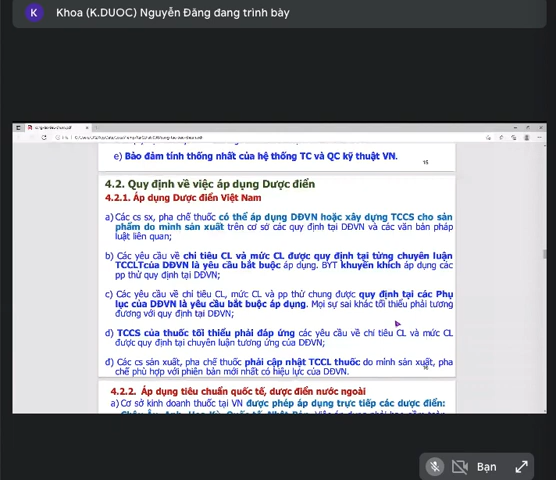 K Khoa (K.DUOC) Nguyễn Đăng đang trình bày
e) Bảo đảm tính thống nhất của hệ thống TC và QC kỹ thuật VN.
15
4.2. Quy định về việc áp dụng Dược điển
4.2.1. Áp dụng Dược điển Việt Nam
a) Các cs sx, pha chế thuốc có thể áp dụng DĐVN hoặc xây dựng TCCS cho sản
phẩm do mình sản xuất trên cơ sở các quy định tại DĐVN và các văn bản pháp
luật liên quan;
b) Các yêu cầu về chỉ tiêu CL và mức CL được quy định tại từng chuyên luận
TCCLTcủa DĐVN là yêu cầu bắt buộc áp dụng. BYT khuyến khích áp dụng các
pp thử quy định tại DĐVN;
c) Các yêu cầu về chỉ tiêu CL, mức CL và pp thử chung được quy định tại các Phụ
lục của DĐVN là yêu cầu bắt buộc áp dụng. Mọi sự sai khác tối thiểu phải tương
đương với quy định tại DĐVN;
d) TCCS của thuốc tối thiểu phải đáp ứng các yêu cầu về chỉ tiêu CL và mức CL
được quy định tại chuyên luận tương ứng của DĐVN;
đ) Các cs sản xuất, pha chế thuốc phải cập nhật TCCL thuốc do mình sản xuất, pha
chế phù hợp với phiên bản mới nhất có hiệu lực của DĐVN.
16
4.2.2. Áp dụng tiêu chuẩn quốc tế, dược điển nước ngoài
a) Cơ sở kinh doanh thuốc tại VN được phép áp dụng trực tiếp các dược điển:
Bạn